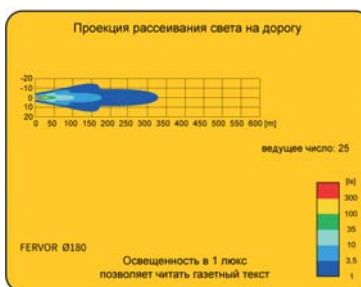 Проекция рассеивания света на дорогу
-20
-10
0
10
20
0 50 100 150 200 250 300 350 400 450 500 550 600 [m]
ведущее число: 25
[lx]
300
100
35
10
3,5
1
FERVOR Ø180
Освещенность в 1 люкс
позволяет читать газетный текст